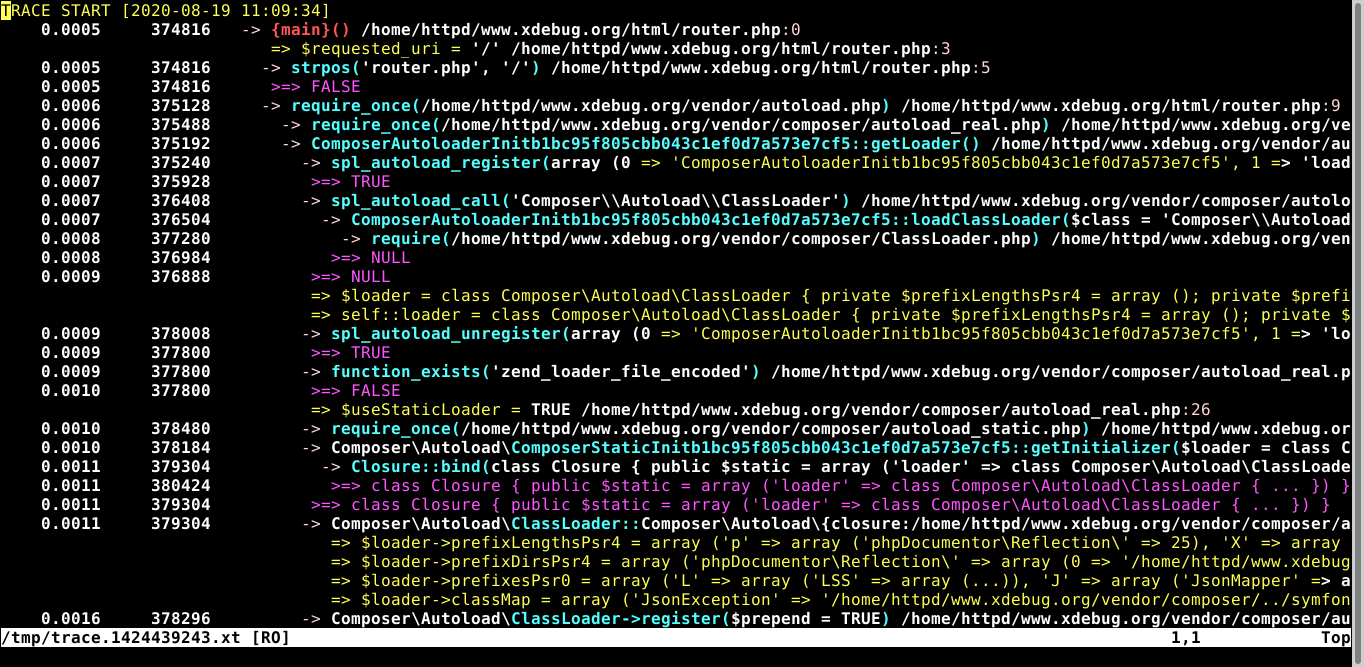 TRACE START [2020-08-19 11:09:34]
    0.0005     374816   -> {main}() /home/httpd/www.xdebug.org/html/router.php:0
                           => $requested_uri = '/' /home/httpd/www.xdebug.org/html/router.php:3
    0.0005     374816     -> strpos('router.php', '/') /home/httpd/www.xdebug.org/html/router.php:5
    0.0005     374816      >=> FALSE
    0.0006     375128     -> require_once(/home/httpd/www.xdebug.org/vendor/autoload.php) /home/httpd/www.xdebug.org/html/router.php:9
    0.0006     375488       -> require_once(/home/httpd/www.xdebug.org/vendor/composer/autoload_real.php) /home/httpd/www.xdebug.org/ve
    0.0006     375192       -> ComposerAutoloaderInitb1bc95f805cbb043c1ef0d7a573e7cf5::getLoader() /home/httpd/www.xdebug.org/vendor/au
    0.0007     375240         -> spl_autoload_register(array (0 => 'ComposerAutoloaderInitb1bc95f805cbb043c1ef0d7a573e7cf5', 1 => 'load
    0.0007     375928          >=> TRUE
    0.0007     376408         -> spl_autoload_call('Composer\\Autoload\\ClassLoader') /home/httpd/www.xdebug.org/vendor/composer/autolo
    0.0007     376504           -> ComposerAutoloaderInitb1bc95f805cbb043c1ef0d7a573e7cf5::loadClassLoader($class = 'Composer\\Autoload
    0.0008     377280             -> require(/home/httpd/www.xdebug.org/vendor/composer/ClassLoader.php) /home/httpd/www.xdebug.org/ven
    0.0008     376984            >=> NULL
    0.0009     376888          >=> NULL
                               => $loader = class Composer\Autoload\ClassLoader { private $prefixLengthsPsr4 = array (); private $prefi
                               => self::loader = class Composer\Autoload\ClassLoader { private $prefixLengthsPsr4 = array (); private $
    0.0009     378008         -> spl_autoload_unregister(array (0 => 'ComposerAutoloaderInitb1bc95f805cbb043c1ef0d7a573e7cf5', 1 => 'lo
    0.0009     377800          >=> TRUE
    0.0009     377800         -> function_exists('zend_loader_file_encoded') /home/httpd/www.xdebug.org/vendor/composer/autoload_real.p
    0.0010     377800          >=> FALSE
                               => $useStaticLoader = TRUE /home/httpd/www.xdebug.org/vendor/composer/autoload_real.php:26
    0.0010     378480         -> require_once(/home/httpd/www.xdebug.org/vendor/composer/autoload_static.php) /home/httpd/www.xdebug.or
    0.0010     378184         -> Composer\Autoload\ComposerStaticInitb1bc95f805cbb043c1ef0d7a573e7cf5::getInitializer($loader = class C
    0.0011     379304           -> Closure::bind(class Closure { public $static = array ('loader' => class Composer\Autoload\ClassLoade
    0.0011     380424            >=> class Closure { public $static = array ('loader' => class Composer\Autoload\ClassLoader { ... }) }
    0.0011     379304          >=> class Closure { public $static = array ('loader' => class Composer\Autoload\ClassLoader { ... }) }
    0.0011     379304         -> Composer\Autoload\ClassLoader::Composer\Autoload\{closure:/home/httpd/www.xdebug.org/vendor/composer/a
                                 => $loader->prefixLengthsPsr4 = array ('p' => array ('phpDocumentor\Reflection\' => 25), 'X' => array
                                 => $loader->prefixDirsPsr4 = array ('phpDocumentor\Reflection\' => array (0 => '/home/httpd/www.xdebug
                                 => $loader->prefixesPsr0 = array ('L' => array ('LSS' => array (...)), 'J' => array ('JsonMapper' => a
                                 => $loader->classMap = array ('JsonException' => '/home/httpd/www.xdebug.org/vendor/composer/../symfon
    0.0016     378296         -> Composer\Autoload\ClassLoader->register($prepend = TRUE) /home/httpd/www.xdebug.org/vendor/composer/au
/tmp/trace.1424439243.xt [RO] 1,1 Top